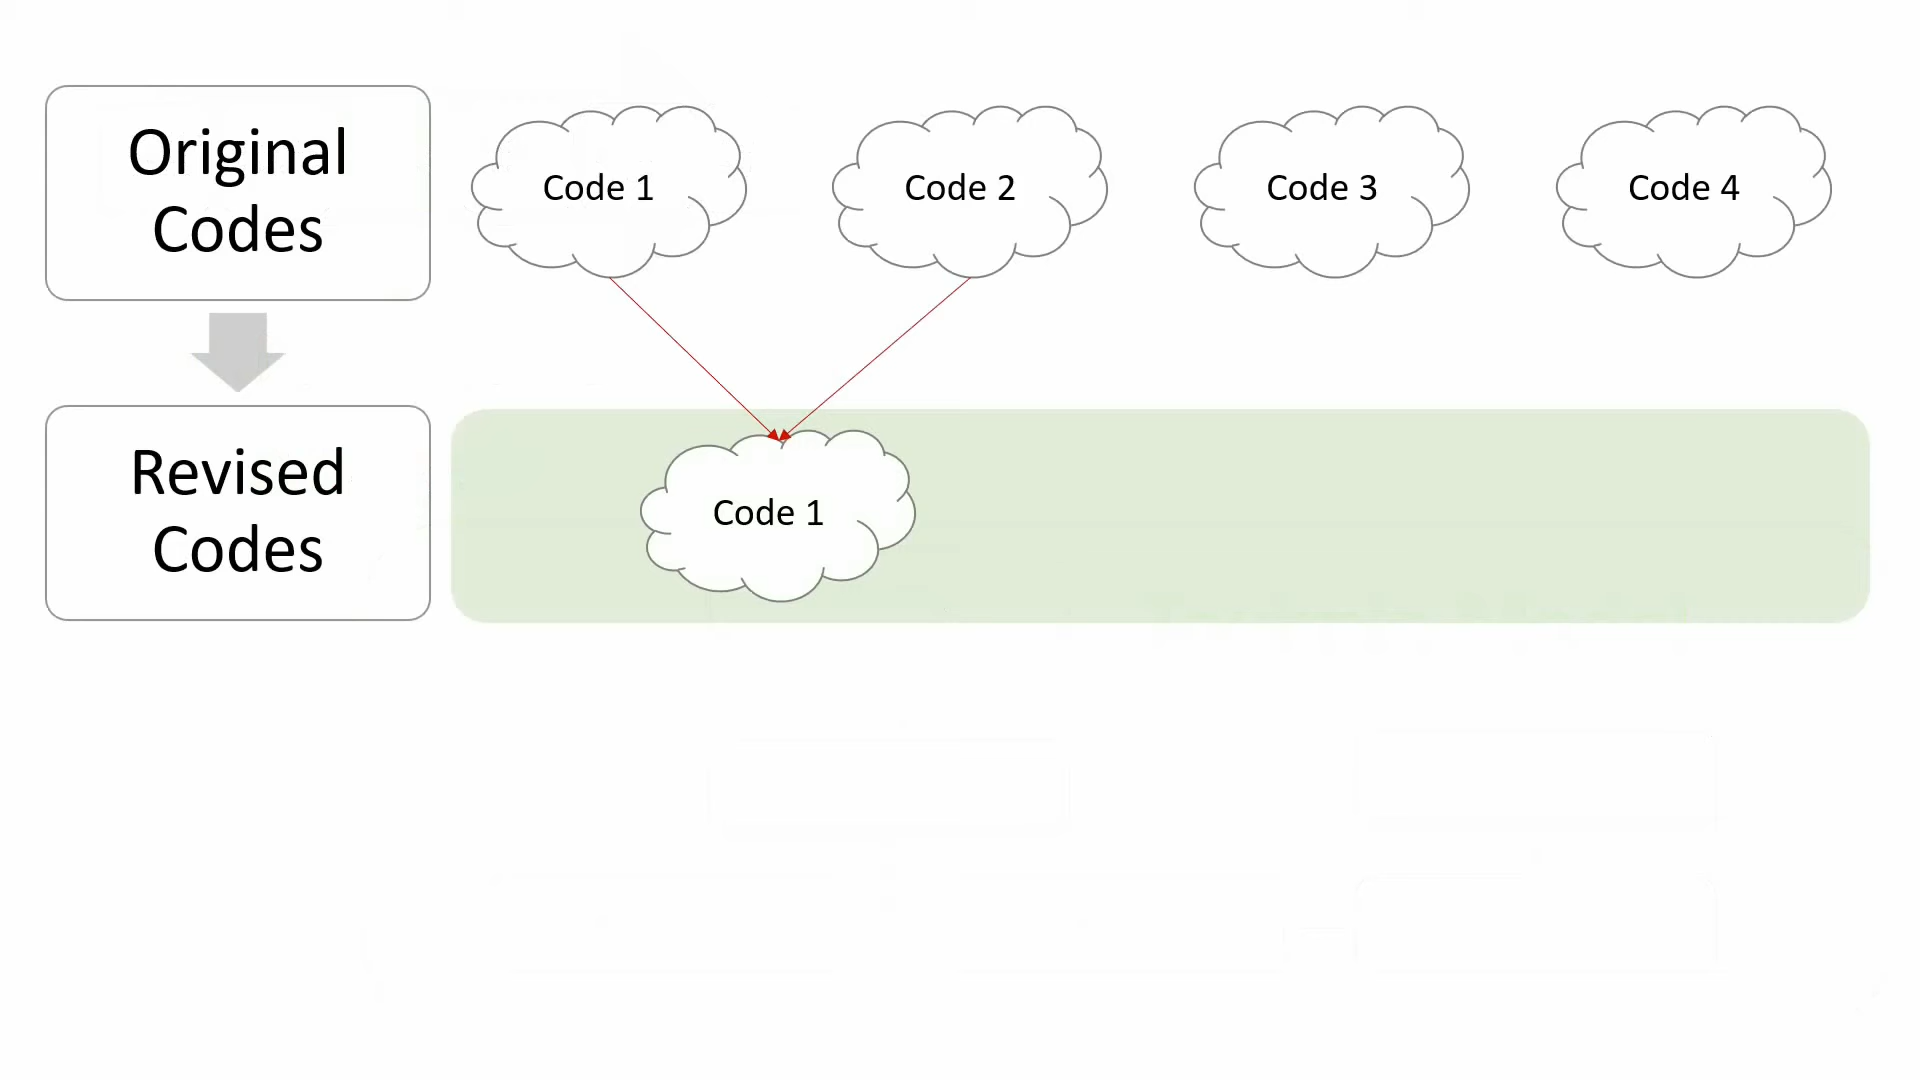 Original
Codes
Code 1
Code 2
Code 3
Code 4
Revised
Codes
Code 1